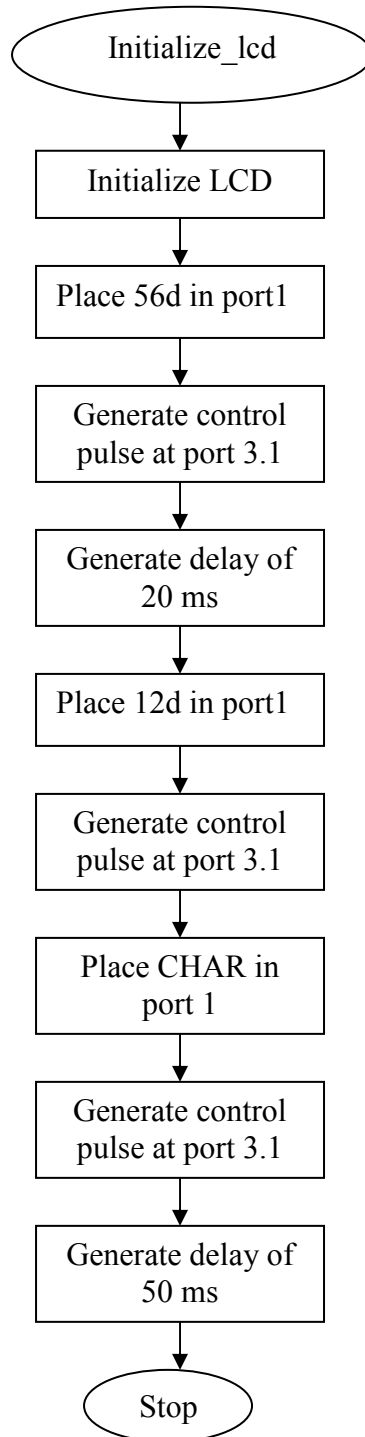 Initialize_lcd
Initialize LCD
Place 56d in port1
Generate control
pulse at port 3.1
Generate delay of
20 ms
Place 12d in port1
Generate control
pulse at port 3.1
Place CHAR in
port 1
Generate control
pulse at port 3.1
Generate delay of
50 ms
Stop